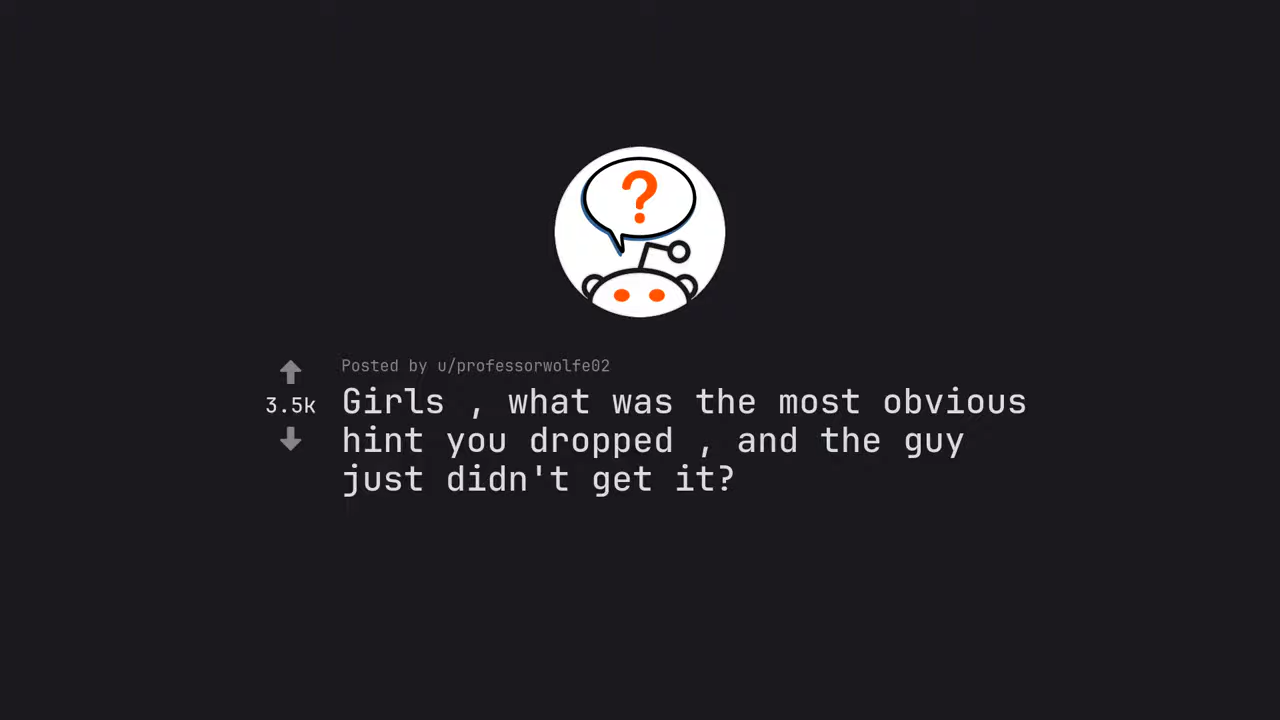 ?
Posted by u/professorwolfe02
3.5k
Girls , what was the most obvious
hint you dropped , and the guy
just didn't get it?